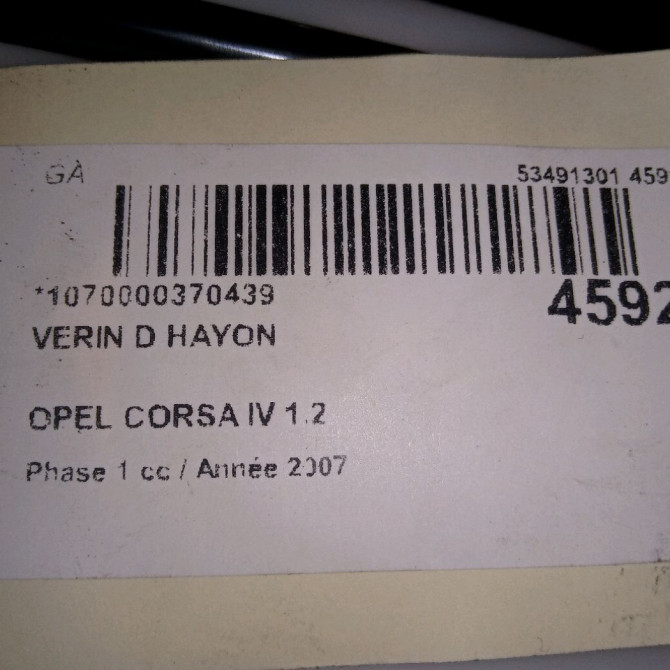 GA
53491301 459
*1070000370439
4592
VERIN D HAYON
OPEL CORSA IV 1.2
Phase 1 cc / Année 2007